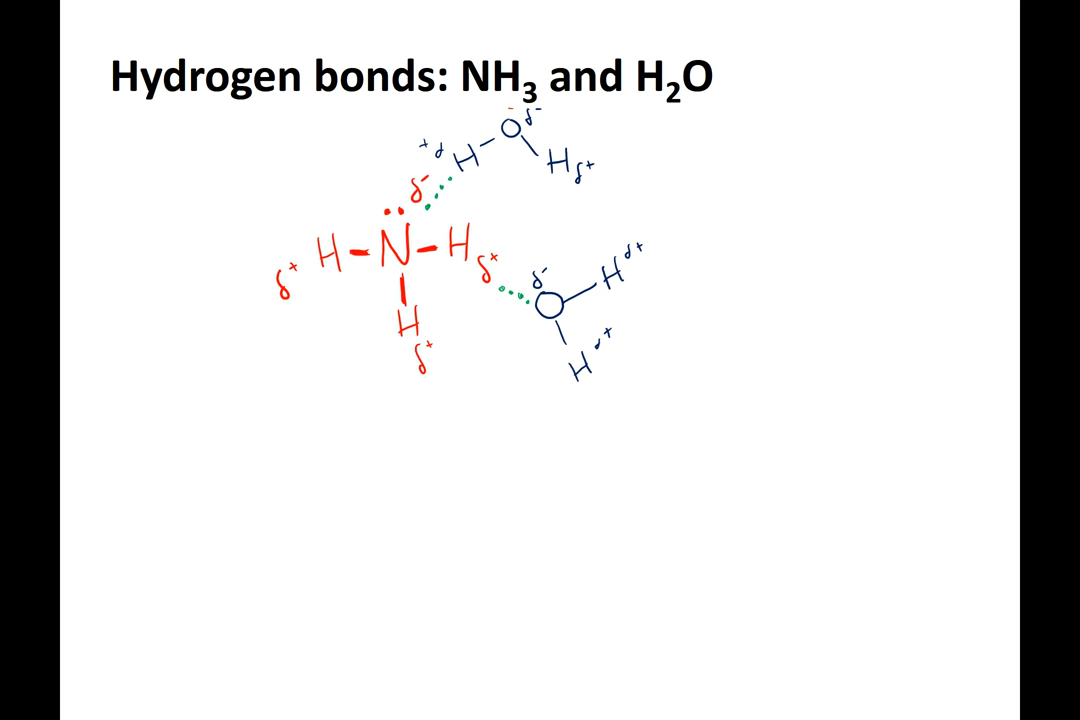 Hydrogen bonds: NH₃ and H₂O
O δ-
+δ H
H δ+
δ-
δ+ H-N-H δ+
H
δ+
δ-
O
H δ+
H δ+